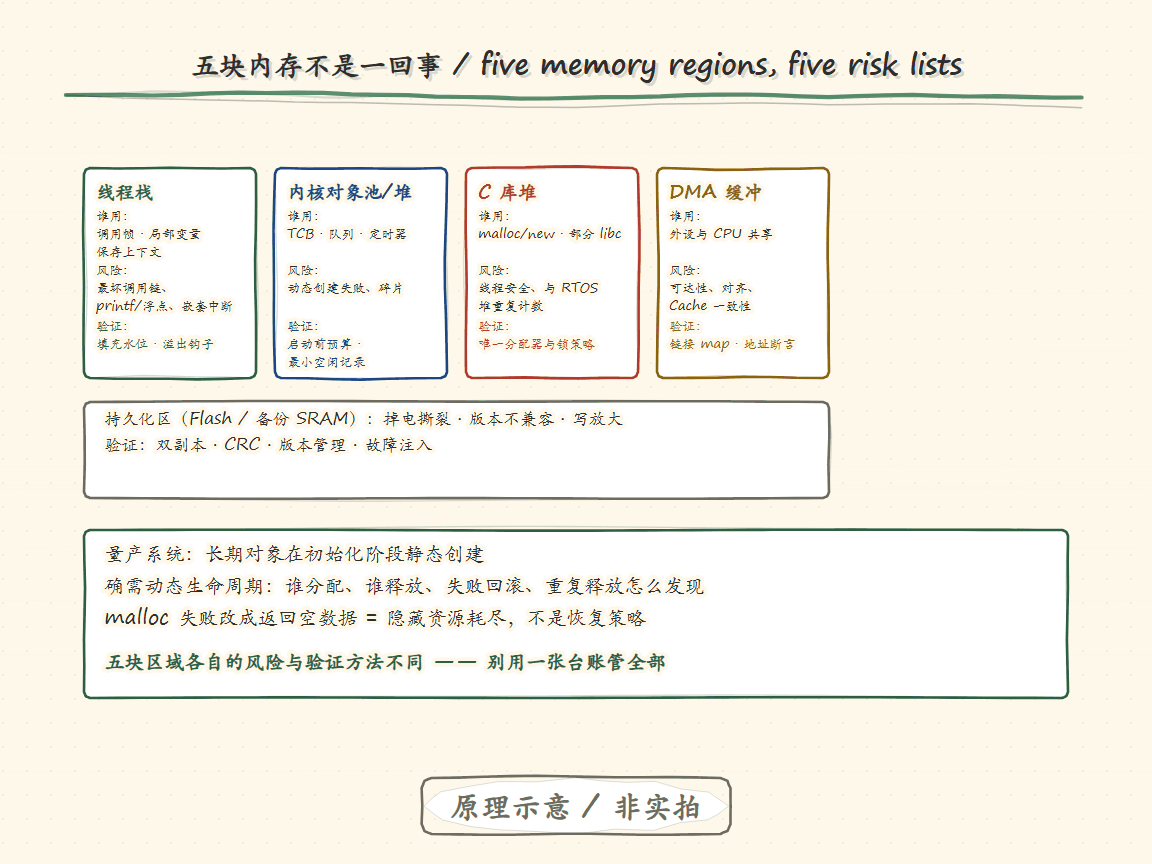 五块内存不是一回事 / five memory regions, five risk lists
线程栈
谁用:
调用帧 · 局部变量
保存上下文
风险:
最坏调用链、
printf/浮点、嵌套中断
验证:
填充水位 · 溢出钩子
内核对象池/堆
谁用:
TCB · 队列 · 定时器
风险:
动态创建失败、碎片
验证:
启动前预算 ·
最小空闲记录
C 库堆
谁用:
malloc/new · 部分 libc
风险:
线程安全、与 RTOS
堆重复计数
验证:
唯一分配器与锁策略
DMA 缓冲
谁用:
外设与 CPU 共享
风险:
可达性、对齐、
Cache 一致性
验证:
链接 map · 地址断言
持久化区（Flash / 备份 SRAM）: 掉电撕裂 · 版本不兼容 · 写放大
验证: 双副本 · CRC · 版本管理 · 故障注入
量产系统: 长期对象在初始化阶段静态创建
确需动态生命周期: 谁分配、谁释放、失败回滚、重复释放怎么发现
malloc 失败改成返回空数据 = 隐藏资源耗尽，不是恢复策略
五块区域各自的风险与验证方法不同 —— 别用一张台账管全部
原理示意 / 非实拍